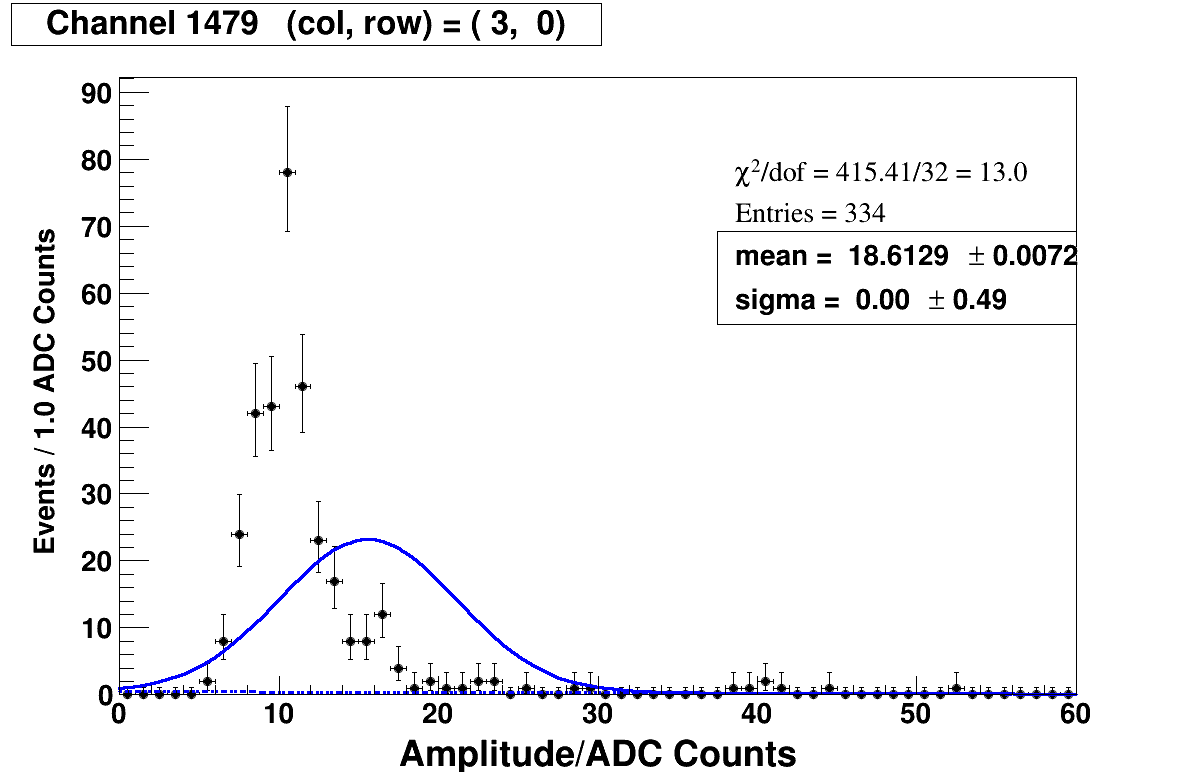 Channel 1479 (col, row) = ( 3, 0)
90
80
70
60
50
40
30
20
10
0
Events / 1.0 ADC Counts
χ²/dof = 415.41/32 = 13.0
Entries = 334
mean = 18.6129 ± 0.0072
sigma = 0.00 ± 0.49
0 10 20 30 40 50 60
Amplitude/ADC Counts